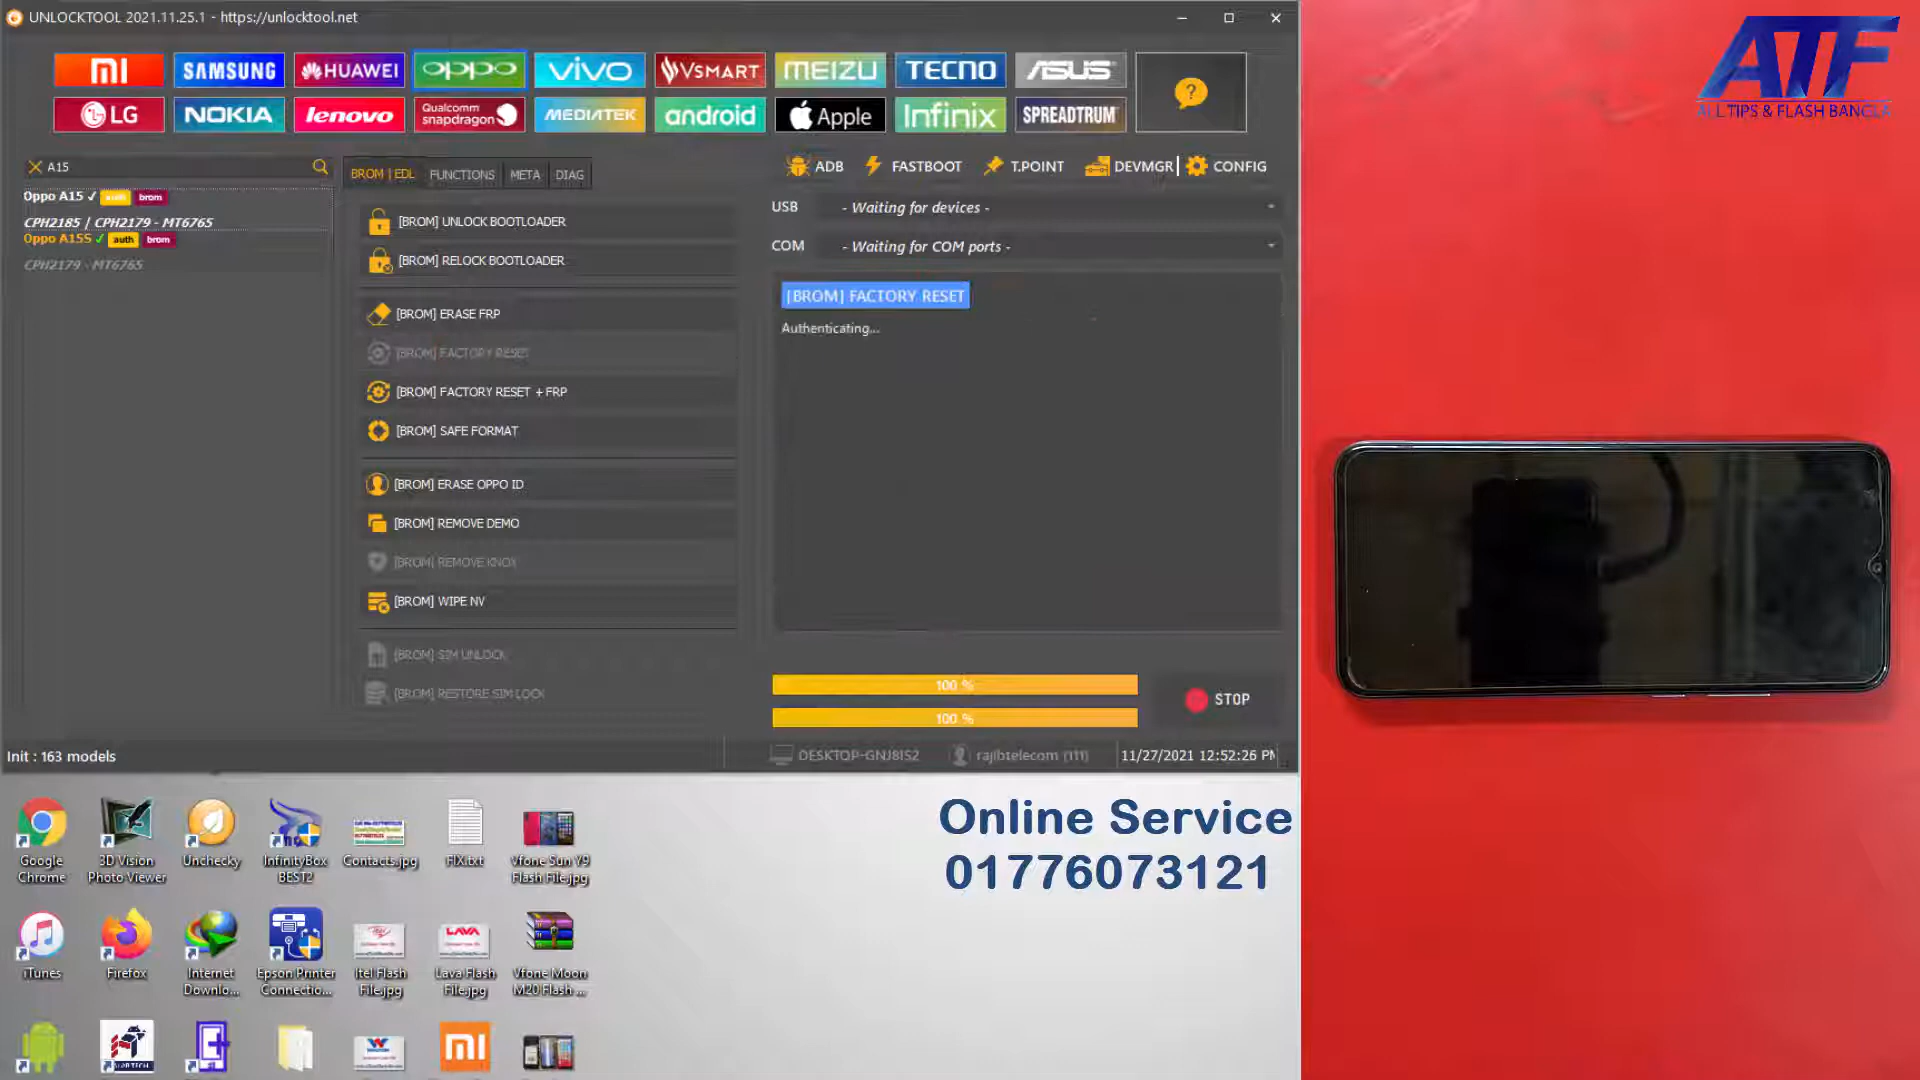 UNLOCKTOOL 2021.11.25.1 - https://unlocktool.net
MI SAMSUNG HUAWEI OPPO VIVO VSMART MEIZU TECNO ASUS ?
LG NOKIA lenovo Qualcomm snapdragon MEDIATEK android Apple Infinix SPREADTRUM
A15
Oppo A15 ✓ auth brom
CPH2185 / CPH2179 - MT6765
Oppo A15S ✓ auth brom
CPH2179 - MT6765
BROM | EDL FUNCTIONS META DIAG
[BROM] UNLOCK BOOTLOADER
[BROM] RELOCK BOOTLOADER
[BROM] ERASE FRP
[BROM] FACTORY RESET
[BROM] FACTORY RESET + FRP
[BROM] SAFE FORMAT
[BROM] ERASE OPPO ID
[BROM] REMOVE DEMO
[BROM] REMOVE KNOX
[BROM] WIPE NV
[BROM] SIM UNLOCK
[BROM] RESTORE SIM LOCK
ADB FASTBOOT T.POINT DEVMGR CONFIG
USB - Waiting for devices -
COM - Waiting for COM ports -
[BROM] FACTORY RESET
Authenticating...
100 %
100 %
STOP
Init : 163 models
DESKTOP-GNJ8IS2 rajibtelecom (111) 11/27/2021 12:52:26 PM
ATF
ALL TIPS & FLASH BANGLA
Online Service
01776073121
Google Chrome
3D Vision Photo Viewer
Unchecky
InfinityBox BEST2
Contacts.jpg
FIX.txt
Vfone Sun Y9 Flash File.jpg
iTunes
Firefox
Internet Downlo...
Epson Printer Connectio...
Itel Flash File.jpg
LAVA
Lava Flash File.jpg
Vfone Moon M20 Flash ...